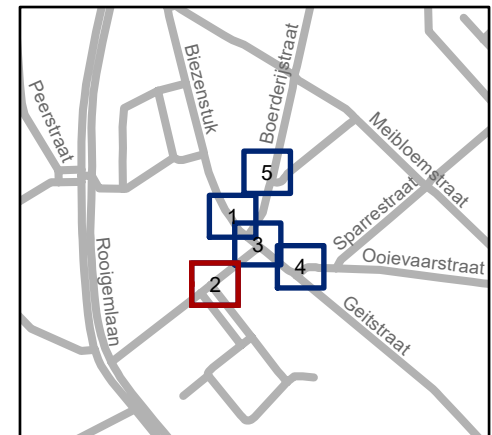 Biezenstuk
Boerderijstraat
Peerstraat
Meibloemstraat
5
1
Sparrestraat
3
Ooievaarstraat
4
2
Rooigemlaan
Geitstraat